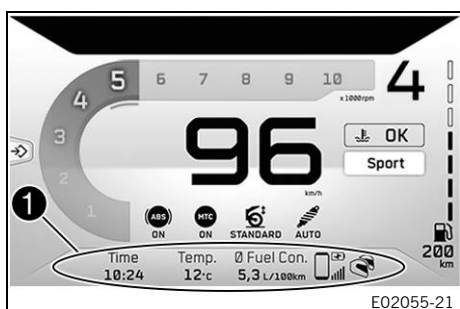 5 6 7 8 9 10
4
4
x1000rpm
3
96
OK
2
Sport
km/h
1
(ABS) MTC
ON ON STANDARD AUTO
1
200
km
Time Temp. Ø Fuel Con.
10:24 12°C 5,3 L/100km
E02055-21